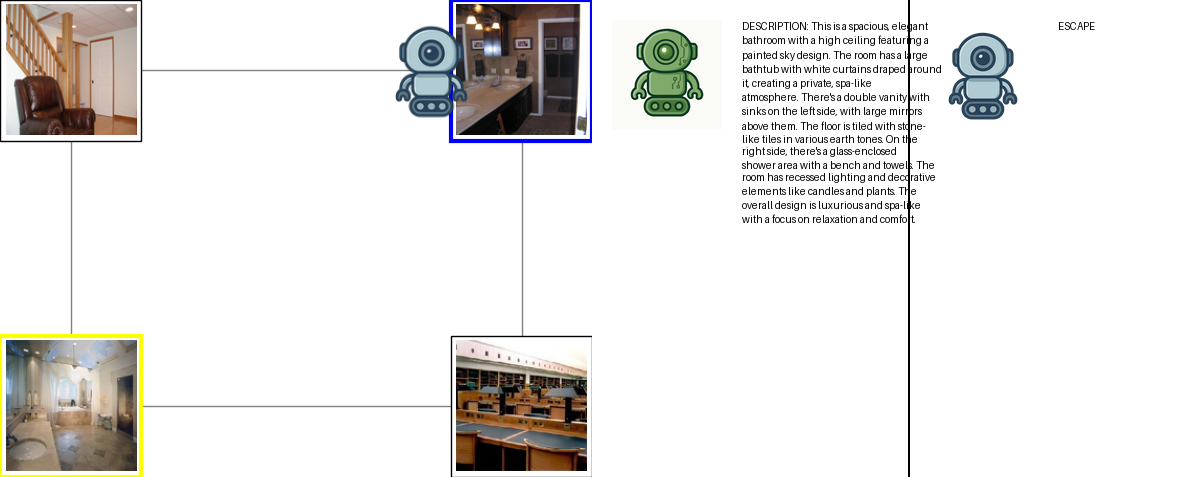 DESCRIPTION: This is a spacious, elegant
bathroom with a high ceiling featuring a
painted sky design. The room has a large
bathtub with white curtains draped around
it, creating a private, spa-like
atmosphere. There's a double vanity with
sinks on the left side, with large mirrors
above them. The floor is tiled with stone-
like tiles in various earth tones. On the
right side, there's a glass-enclosed
shower area with a bench and towels. The
room has recessed lighting and decorative
elements like candles and plants. The
overall design is luxurious and spa-like
with a focus on relaxation and comfort.
ESCAPE